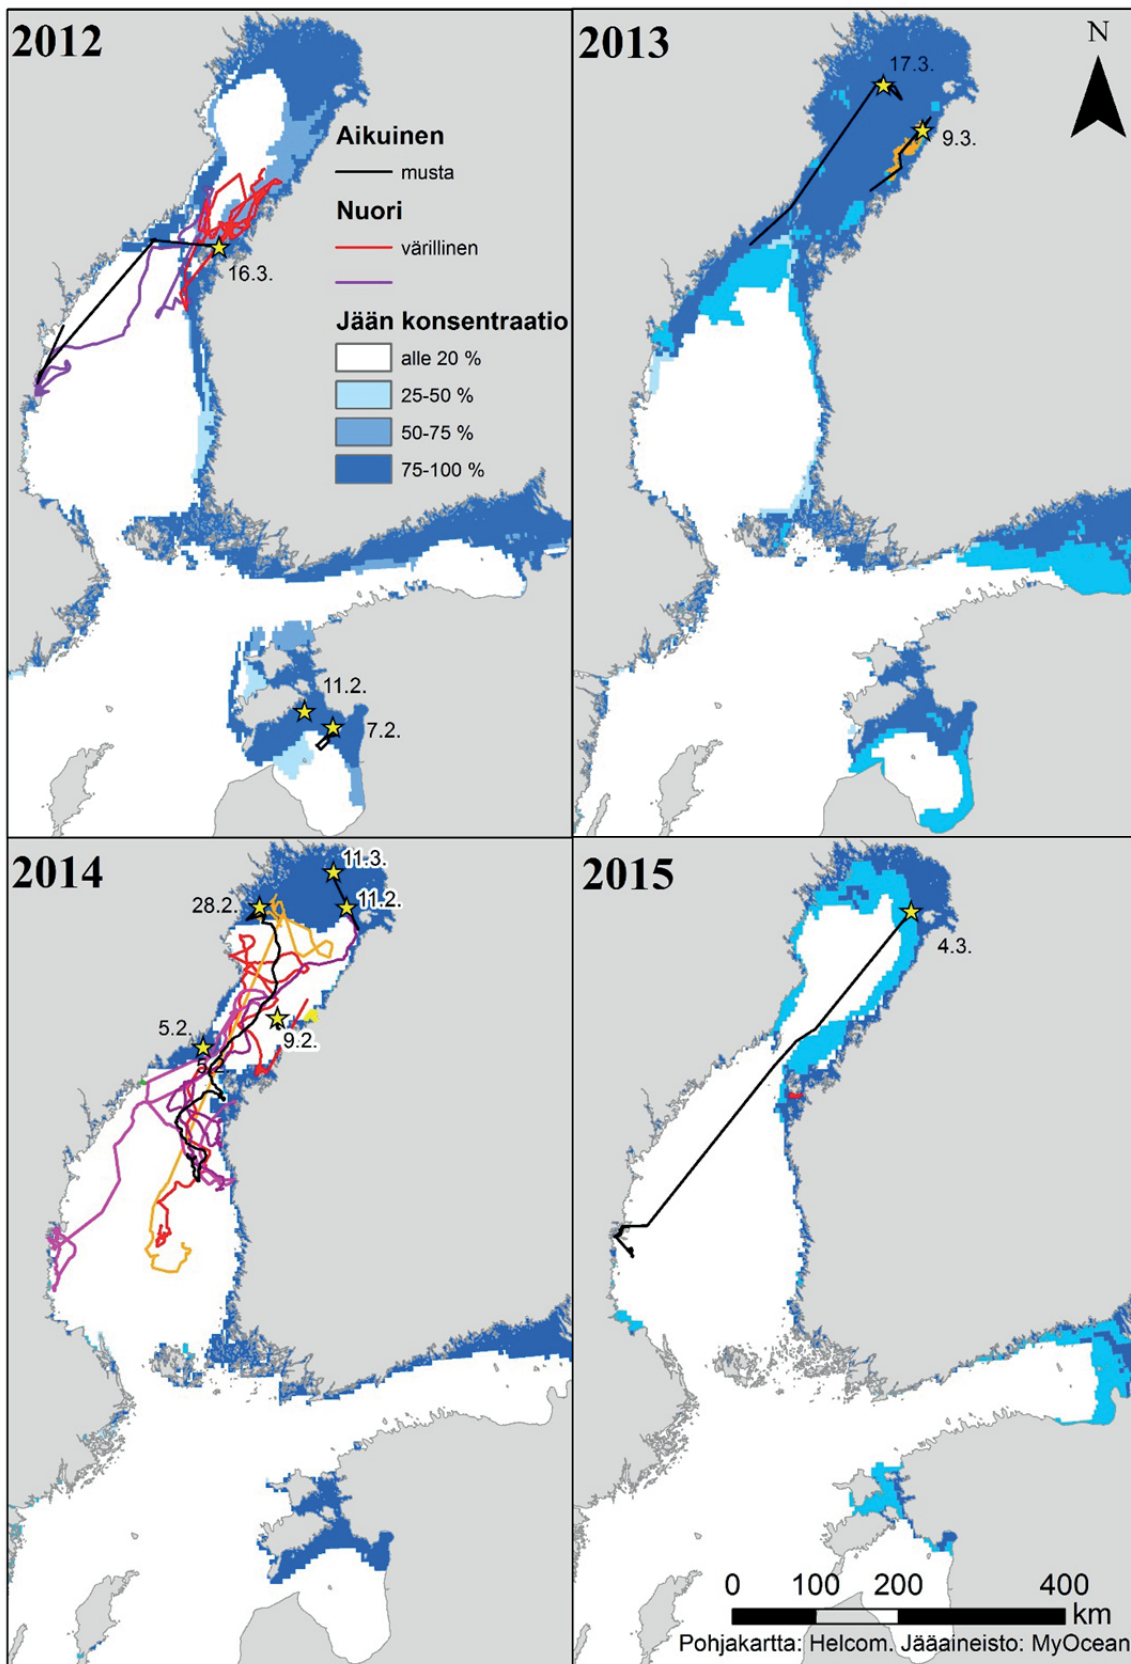 2012
Aikuinen
musta
Nuori
värillinen
Jään konsentraatio
alle 20 %
25-50 %
50-75 %
75-100 %
16.3.
11.2.
7.2.
2013
N
17.3.
9.3.
2014
11.3.
28.2.
11.2.
5.2.
5.2.
9.2.
2015
4.3.
0 100 200 400
km
Pohjakartta: Helcom. Jääaineisto: MyOcean